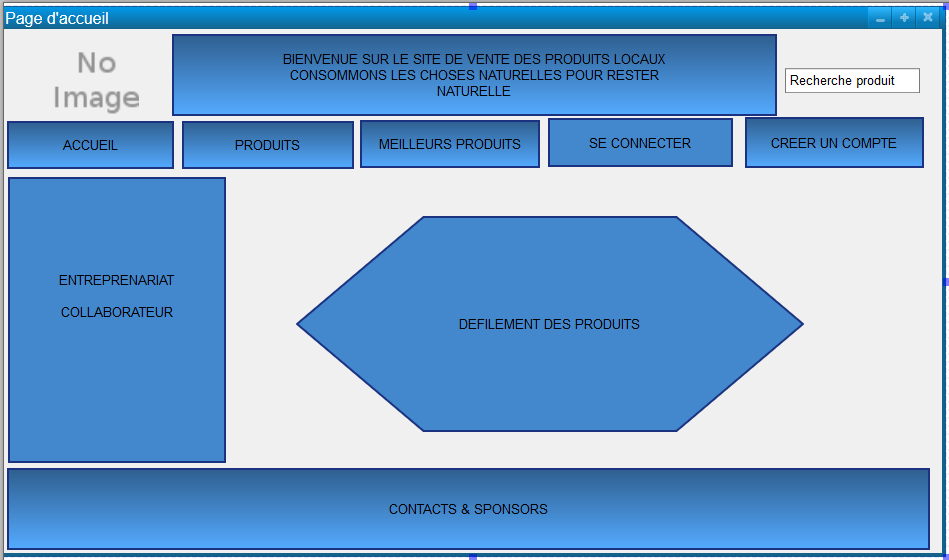 Page d'accueil
No
Image
BIENVENUE SUR LE SITE DE VENTE DES PRODUITS LOCAUX
CONSOMMONS LES CHOSES NATURELLES POUR RESTER
NATURELLE
Recherche produit
ACCUEIL
PRODUITS
MEILLEURS PRODUITS
SE CONNECTER
CREER UN COMPTE
ENTREPRENARIAT
COLLABORATEUR
DEFILEMENT DES PRODUITS
CONTACTS & SPONSORS